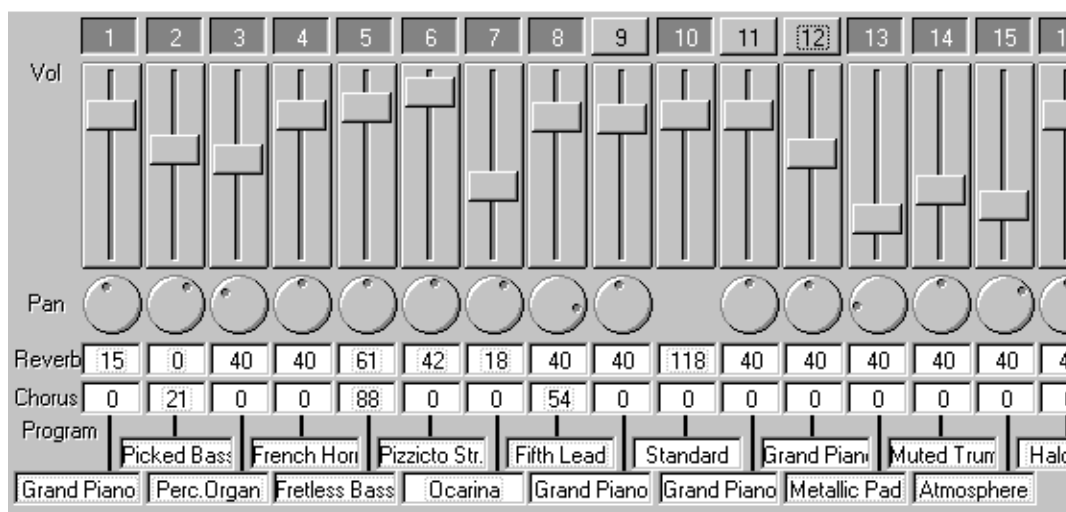 1 2 3 4 5 6 7 8 9 10 11 12 13 14 15 1
Vol
Pan
Reverb 15 0 40 40 61 42 18 40 40 118 40 40 40 40 40 4
Chorus 0 21 0 0 88 0 0 54 0 0 0 0 0 0 0
Program
Picked Bass French Horn Pizzicto Str. Fifth Lead Standard Grand Piano Muted Trum Halo
Grand Piano Perc.Organ Fretless Bass Ocarina Grand Piano Grand Piano Metallic Pad Atmosphere